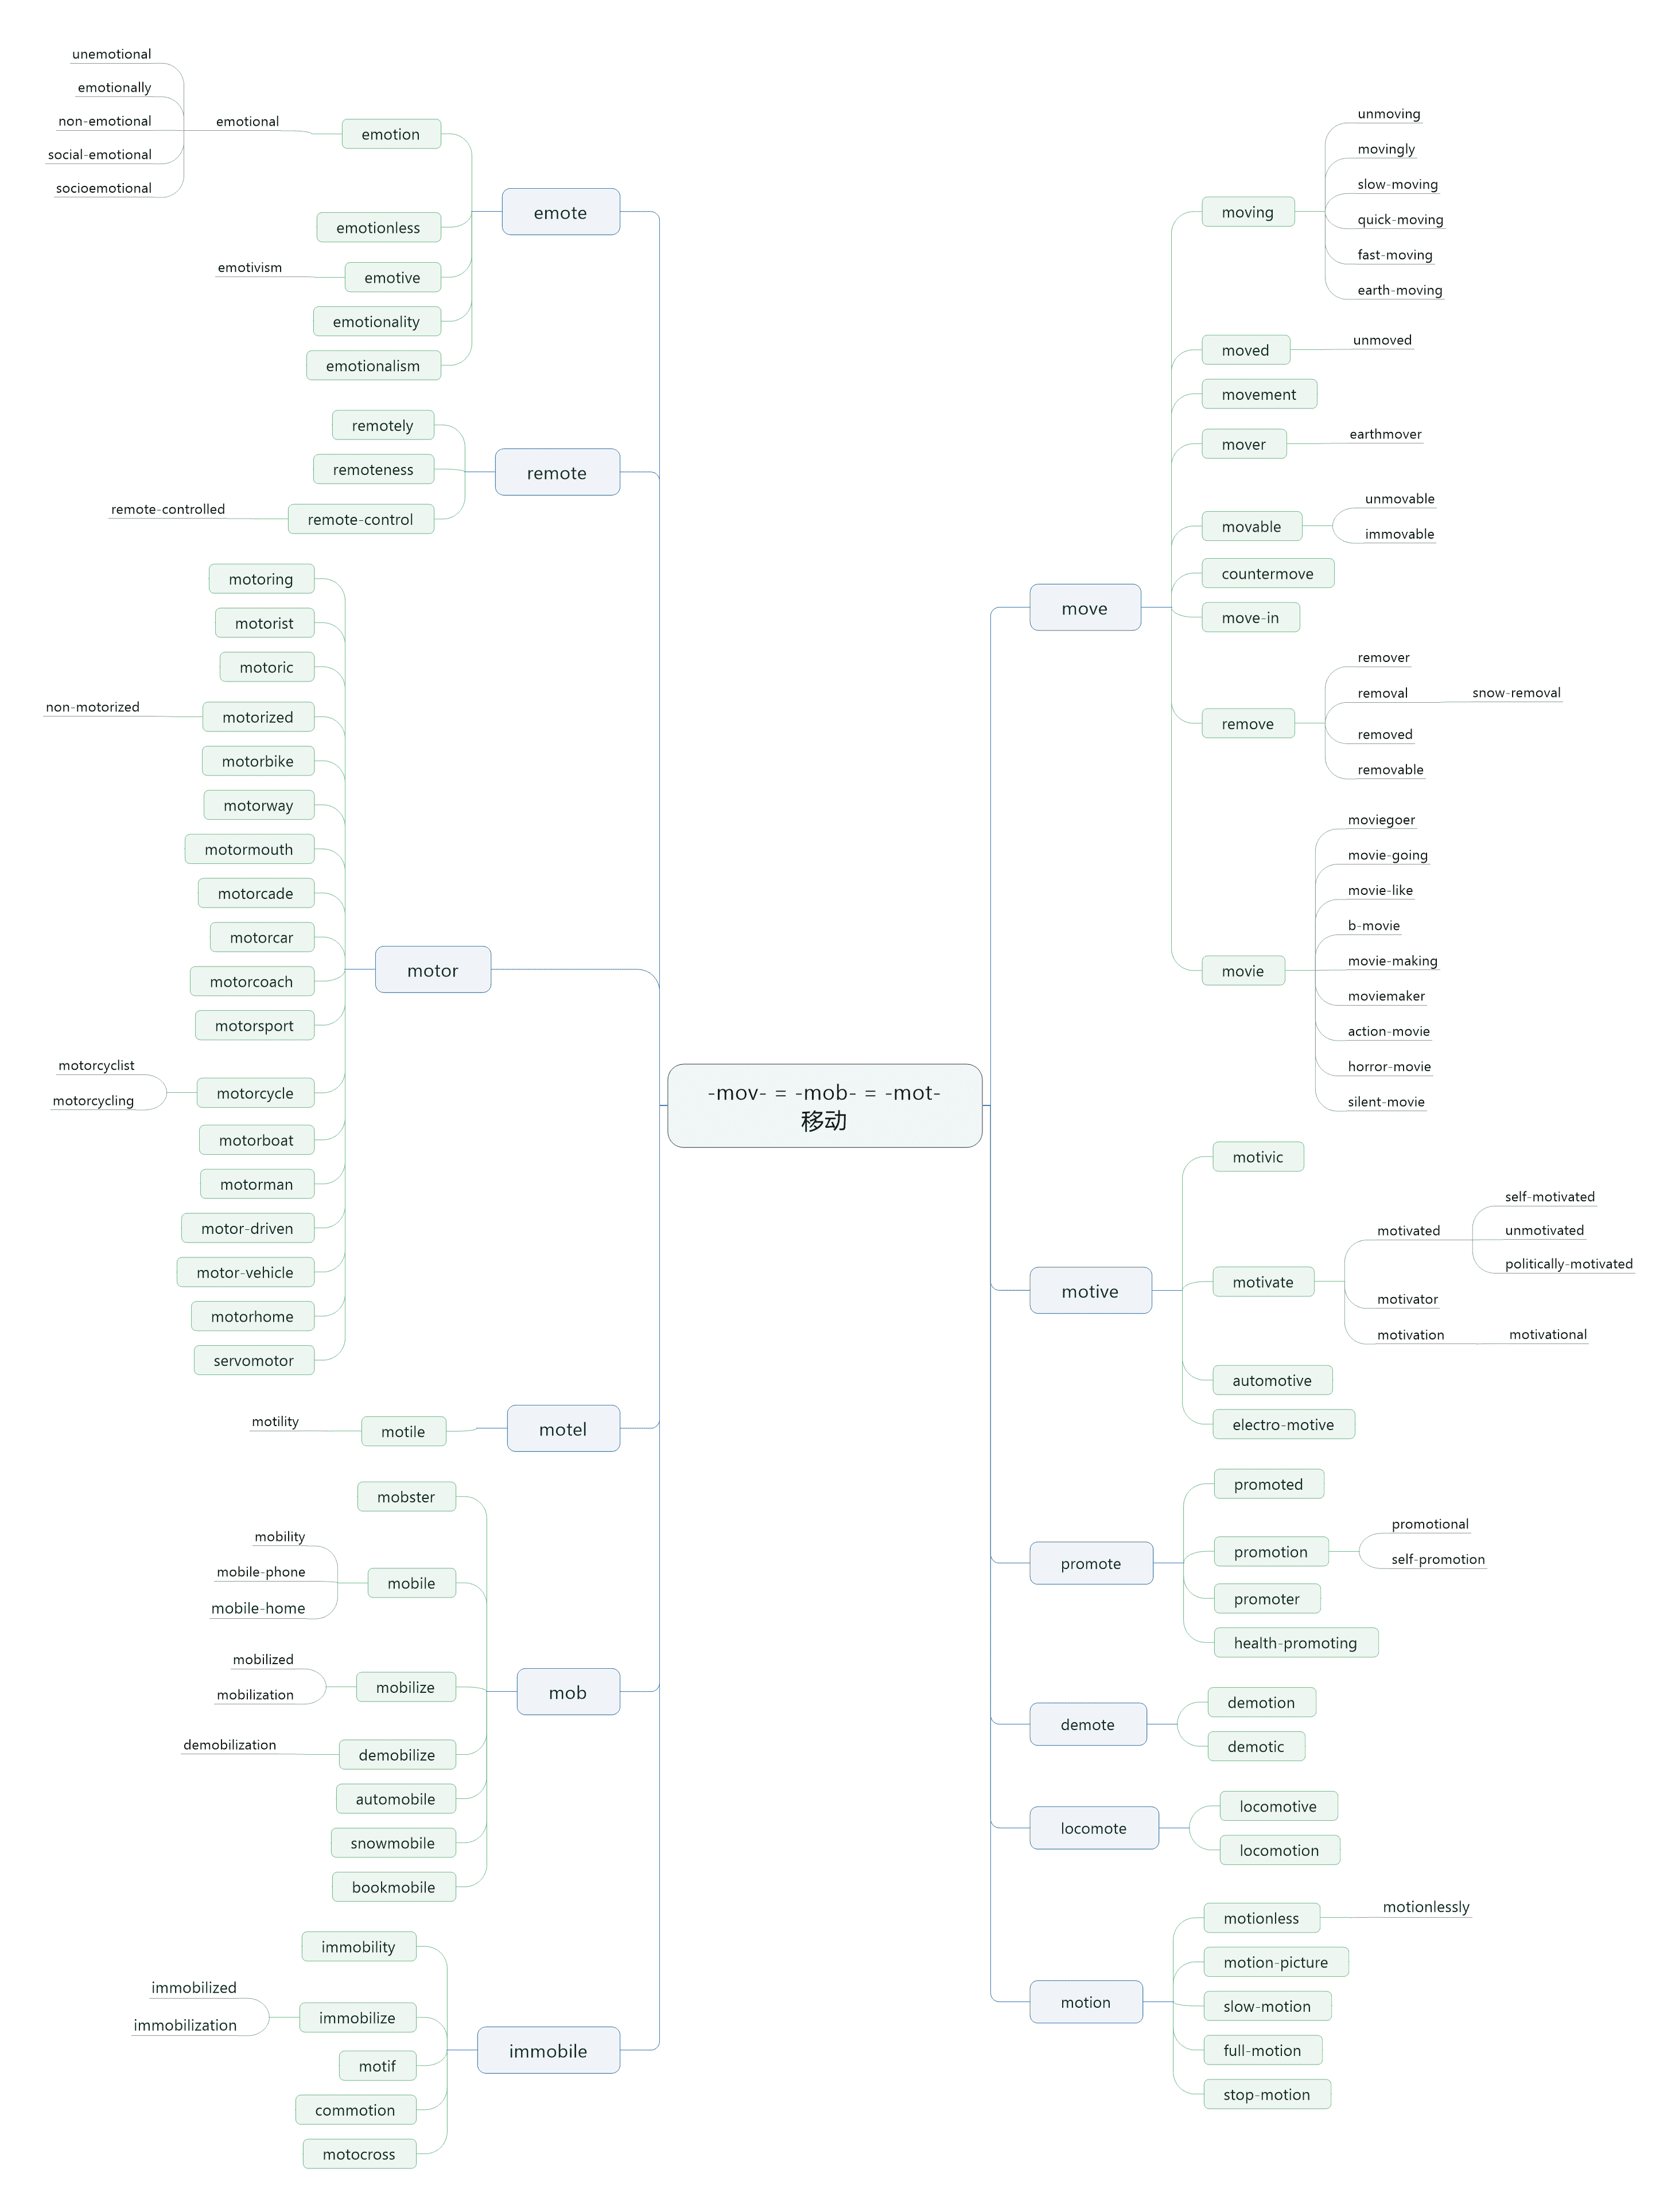 -mov- = -mob- = -mot-
移动
move
moving
unmoving
movingly
slow-moving
quick-moving
fast-moving
earth-moving
moved
unmoved
movement
mover
earthmover
movable
unmovable
immovable
countermove
move-in
remove
remover
removal
snow-removal
removed
removable
movie
moviegoer
movie-going
movie-like
b-movie
movie-making
moviemaker
action-movie
horror-movie
silent-movie
motive
motivic
motivate
motivated
self-motivated
unmotivated
politically-motivated
motivator
motivation
motivational
automotive
electro-motive
promote
promoted
promotion
promotional
self-promotion
promoter
health-promoting
demote
demotion
demotic
locomote
locomotive
locomotion
motion
motionless
motionlessly
motion-picture
slow-motion
full-motion
stop-motion
emote
emotion
emotional
unemotional
emotionally
non-emotional
social-emotional
socioemotional
emotionless
emotive
emotivism
emotionality
emotionalism
remote
remotely
remoteness
remote-control
remote-controlled
motor
motoring
motorist
motoric
motorized
non-motorized
motorbike
motorway
motormouth
motorcade
motorcar
motorcoach
motorsport
motorcycle
motorcyclist
motorcycling
motorboat
motorman
motor-driven
motor-vehicle
motorhome
servomotor
motel
motile
motility
mob
mobster
mobile
mobility
mobile-phone
mobile-home
mobilize
mobilized
mobilization
demobilize
demobilization
automobile
snowmobile
bookmobile
immobile
immobility
immobilize
immobilized
immobilization
motif
commotion
motocross